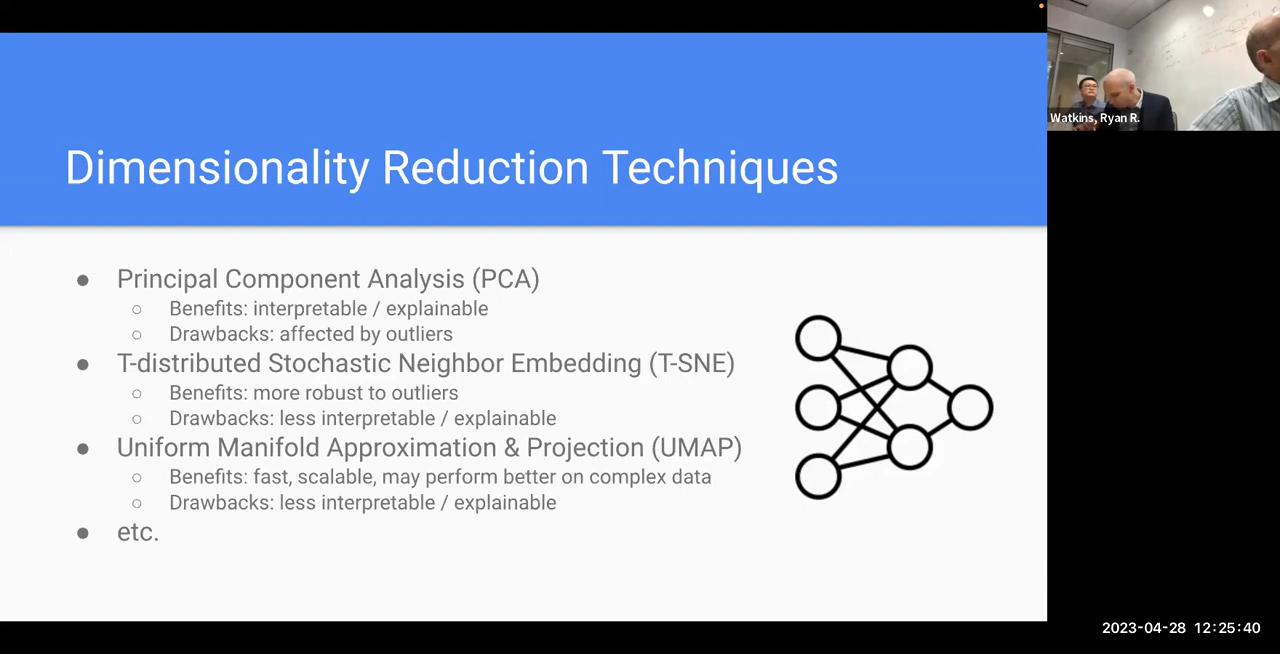 Dimensionality Reduction Techniques
● Principal Component Analysis (PCA)
○ Benefits: interpretable / explainable
○ Drawbacks: affected by outliers
● T-distributed Stochastic Neighbor Embedding (T-SNE)
○ Benefits: more robust to outliers
○ Drawbacks: less interpretable / explainable
● Uniform Manifold Approximation & Projection (UMAP)
○ Benefits: fast, scalable, may perform better on complex data
○ Drawbacks: less interpretable / explainable
● etc.
Watkins, Ryan R.
2023-04-28 12:25:40